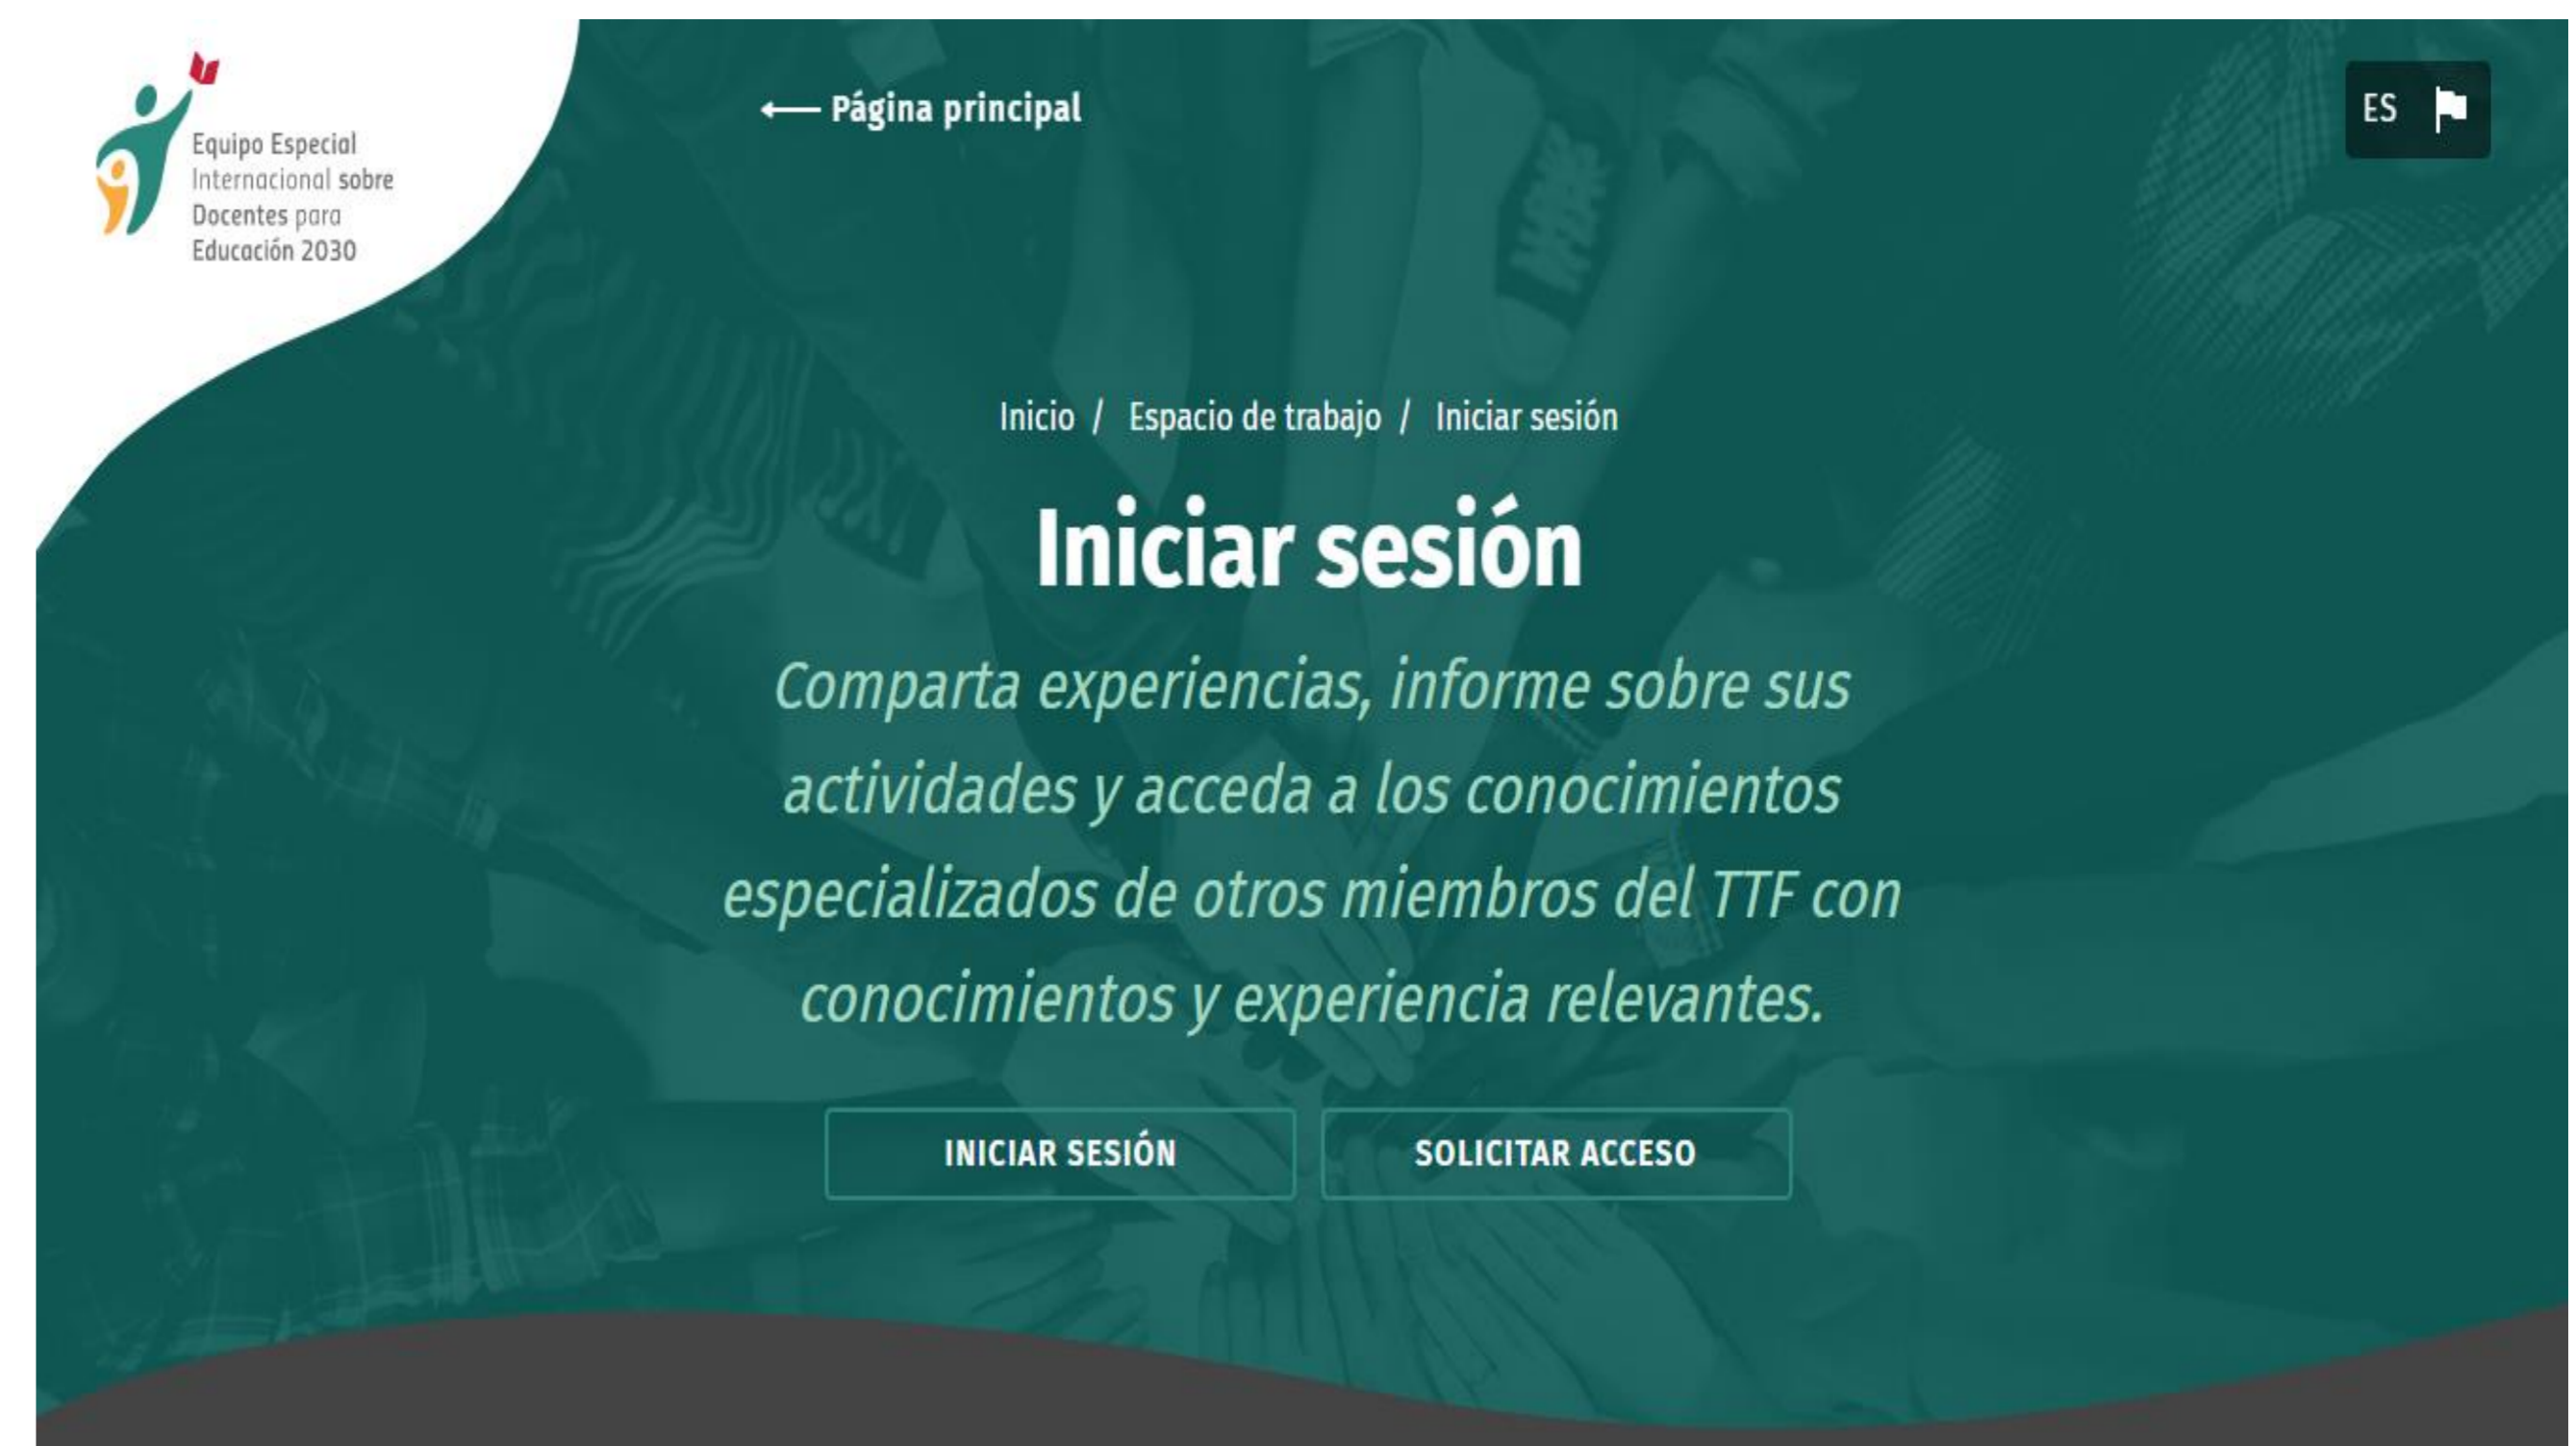 Equipo Especial
Internacional sobre
Docentes para
Educación 2030
Página principal
ES
Inicio / Espacio de trabajo / Iniciar sesión
Iniciar sesión
Comparta experiencias, informe sobre sus
actividades y acceda a los conocimientos
especializados de otros miembros del TTF con
conocimientos y experiencia relevantes.
INICIAR SESIÓN
SOLICITAR ACCESO